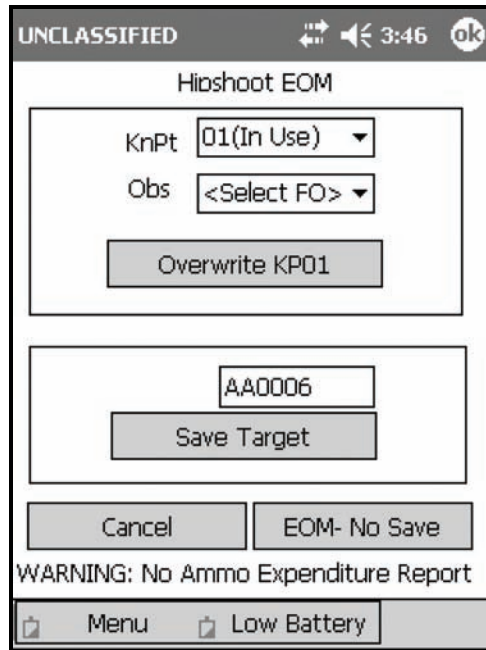 UNCLASSIFIED 3:46 ok
Hipshoot EOM
KnPt 01(In Use)
Obs <Select FO>
Overwrite KP01
AA0006
Save Target
Cancel EOM- No Save
WARNING: No Ammo Expenditure Report
Menu Low Battery